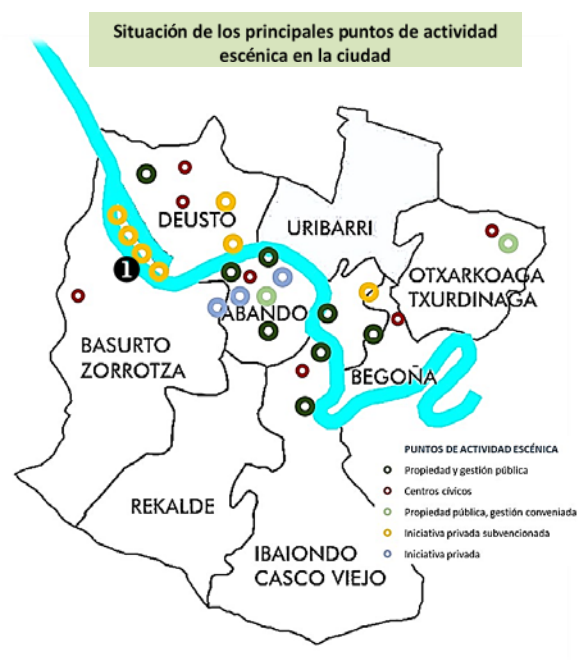 Situación de los principales puntos de actividad
escénica en la ciudad
DEUSTO
URIBARRI
1
OTXARKOAGA
TXURDINAGA
ABANDO
BASURTO
ZORROTZA
BEGOÑA
PUNTOS DE ACTIVIDAD ESCÉNICA
Propiedad y gestión pública
Centros cívicos
Propiedad pública, gestión conveniada
Iniciativa privada subvencionada
Iniciativa privada
REKALDE
IBAIONDO
CASCO VIEJO